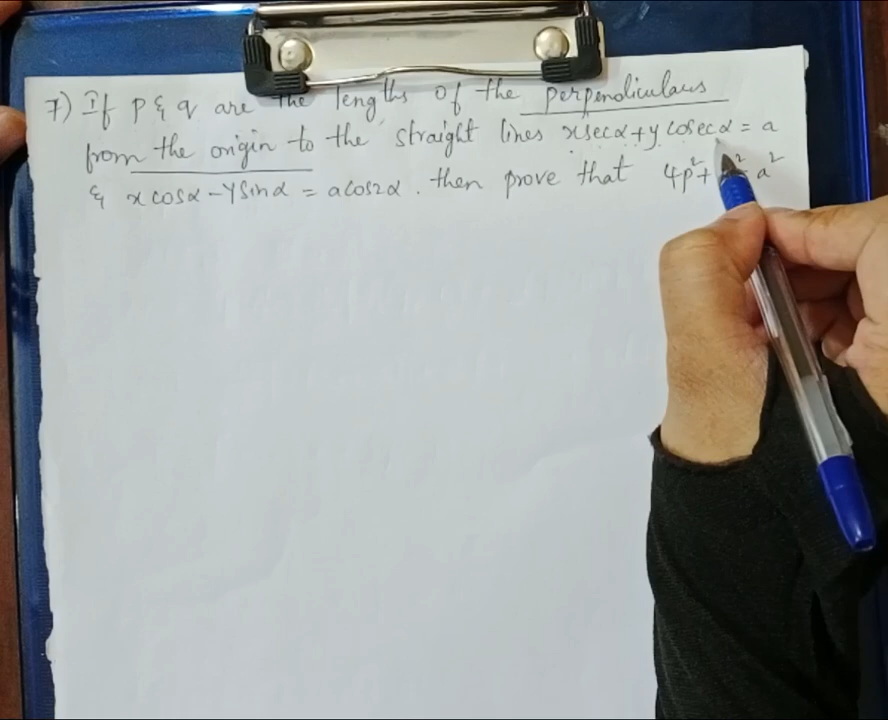 7) If p & q are the lengths of the perpendiculars
from the origin to the straight lines x secα + y cosecα = a
& x cosα - y sinα = a cos2α . then prove that 4p² + ² = a²